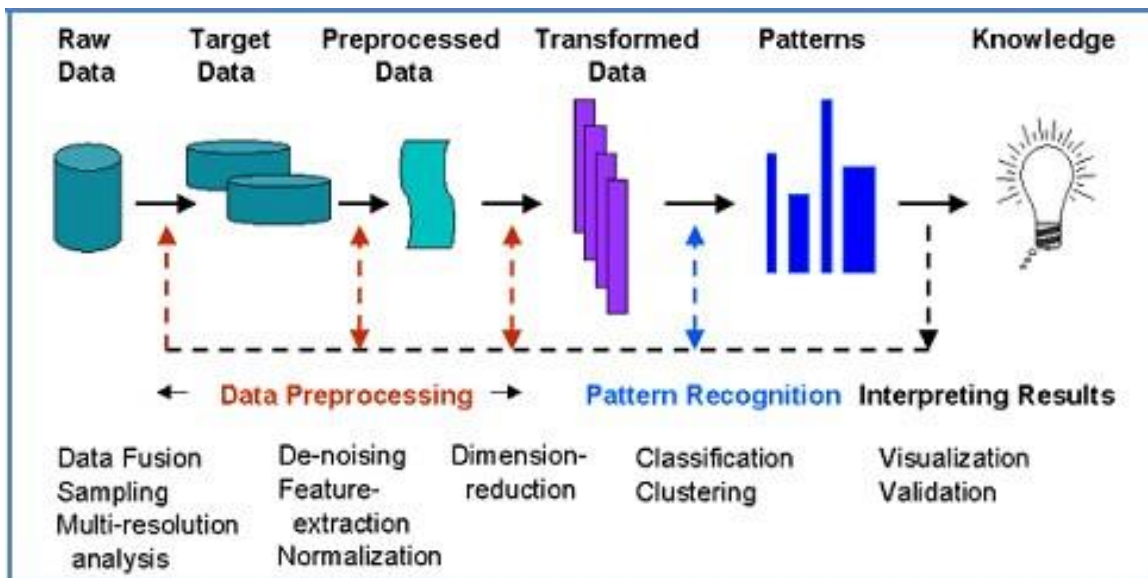 Raw Data
Target Data
Preprocessed Data
Transformed Data
Patterns
Knowledge
Data Preprocessing
Pattern Recognition
Interpreting Results
Data Fusion
Sampling
Multi-resolution
analysis
De-noising
Feature-
extraction
Normalization
Dimension-
reduction
Classification
Clustering
Visualization
Validation